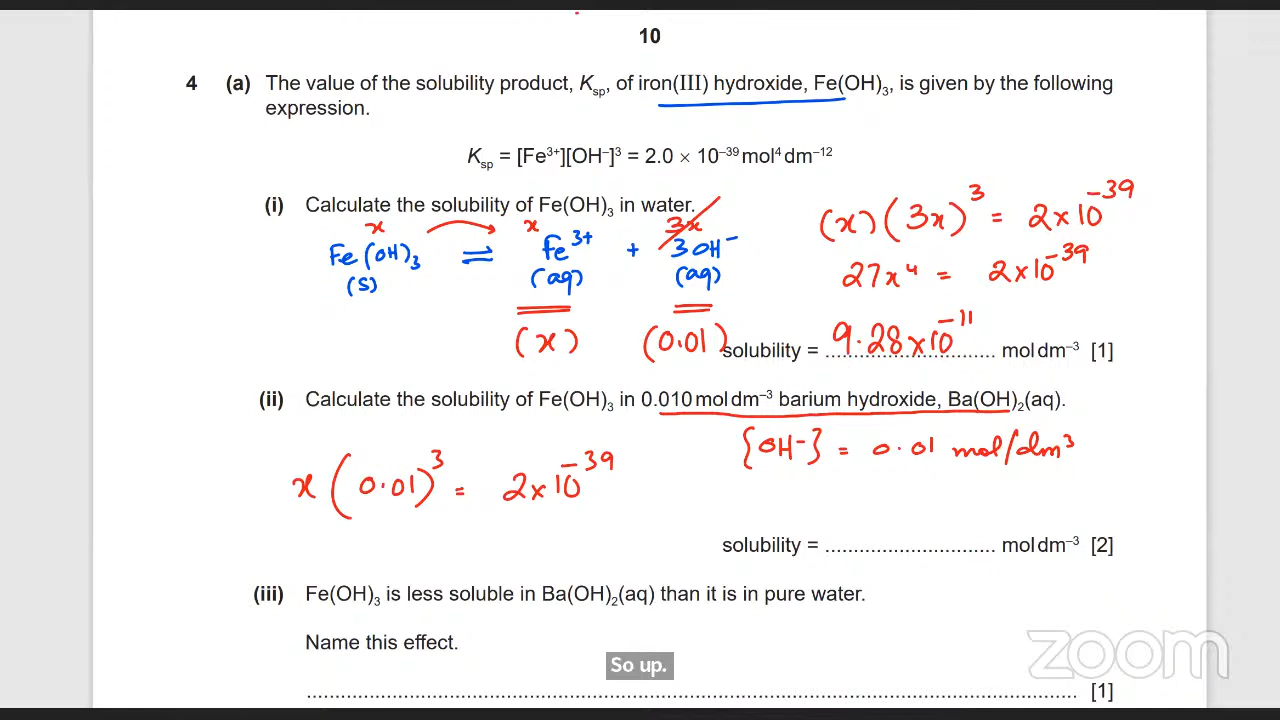 10
4 (a) The value of the solubility product, Ksp, of iron(III) hydroxide, Fe(OH)3, is given by the following
expression.
Ksp = [Fe3+][OH–]3 = 2.0 × 10–39 mol4 dm–12
(i) Calculate the solubility of Fe(OH)3 in water.
x x 3x
Fe(OH)3 ⇌ Fe3+ + 3OH–
(s) (aq) (aq)
(x) (0.01)
(x)(3x)3 = 2×10–39
27x4 = 2×10–39
solubility = 9.28×10–11 mol dm–3 [1]
(ii) Calculate the solubility of Fe(OH)3 in 0.010 mol dm–3 barium hydroxide, Ba(OH)2(aq).
{OH–} = 0.01 mol/dm3
x(0.01)3 = 2×10–39
solubility = .............................. mol dm–3 [2]
(iii) Fe(OH)3 is less soluble in Ba(OH)2(aq) than it is in pure water.
Name this effect.
So up.
[1]
zoom